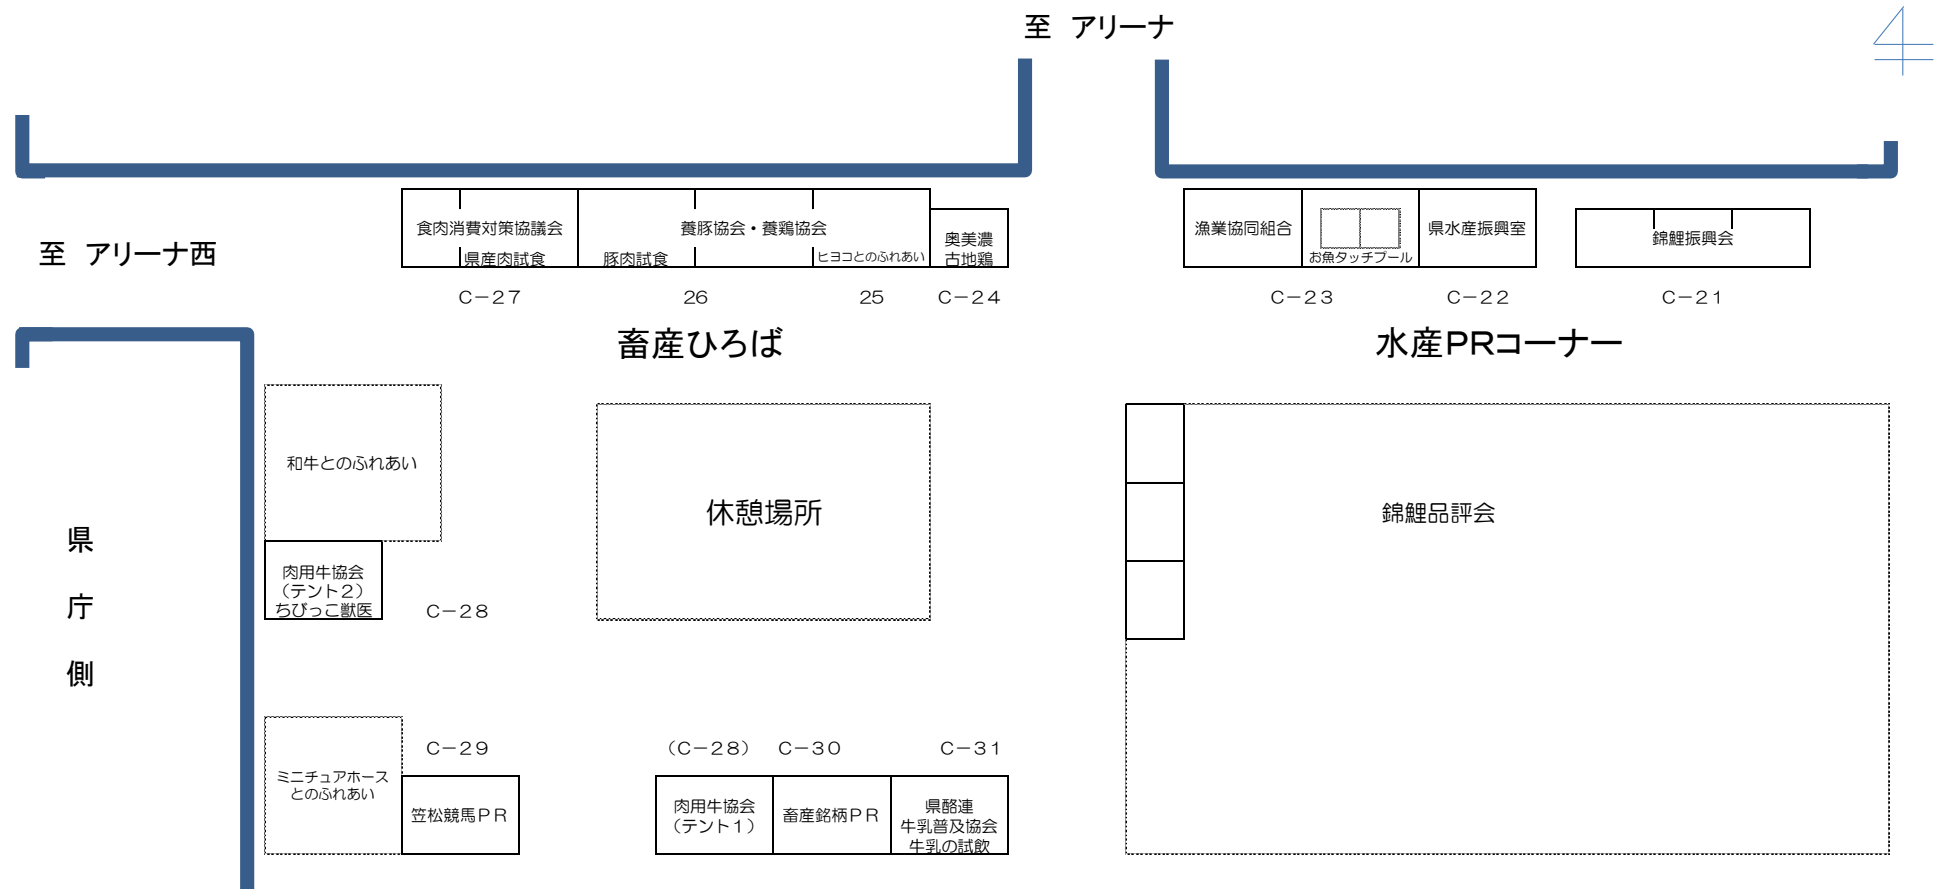 至 アリーナ
至 アリーナ西
食肉消費対策協議会
県産肉試食
養豚協会・養鶏協会
豚肉試食
ヒヨコとのふれあい
奥美濃
古地鶏
漁業協同組合
お魚タッチプール
県水産振興室
錦鯉振興会
C－27
26
25
C－24
C－23
C－22
C－21
畜産ひろば
水産PRコーナー
和牛とのふれあい
休憩場所
錦鯉品評会
県
庁
側
肉用牛協会
（テント２）
ちびっこ獣医
C－28
C－29
（C－28）
C－30
C－31
ミニチュアホース
とのふれあい
笠松競馬ＰＲ
肉用牛協会
（テント１）
畜産銘柄ＰＲ
県酪連
牛乳普及協会
牛乳の試飲